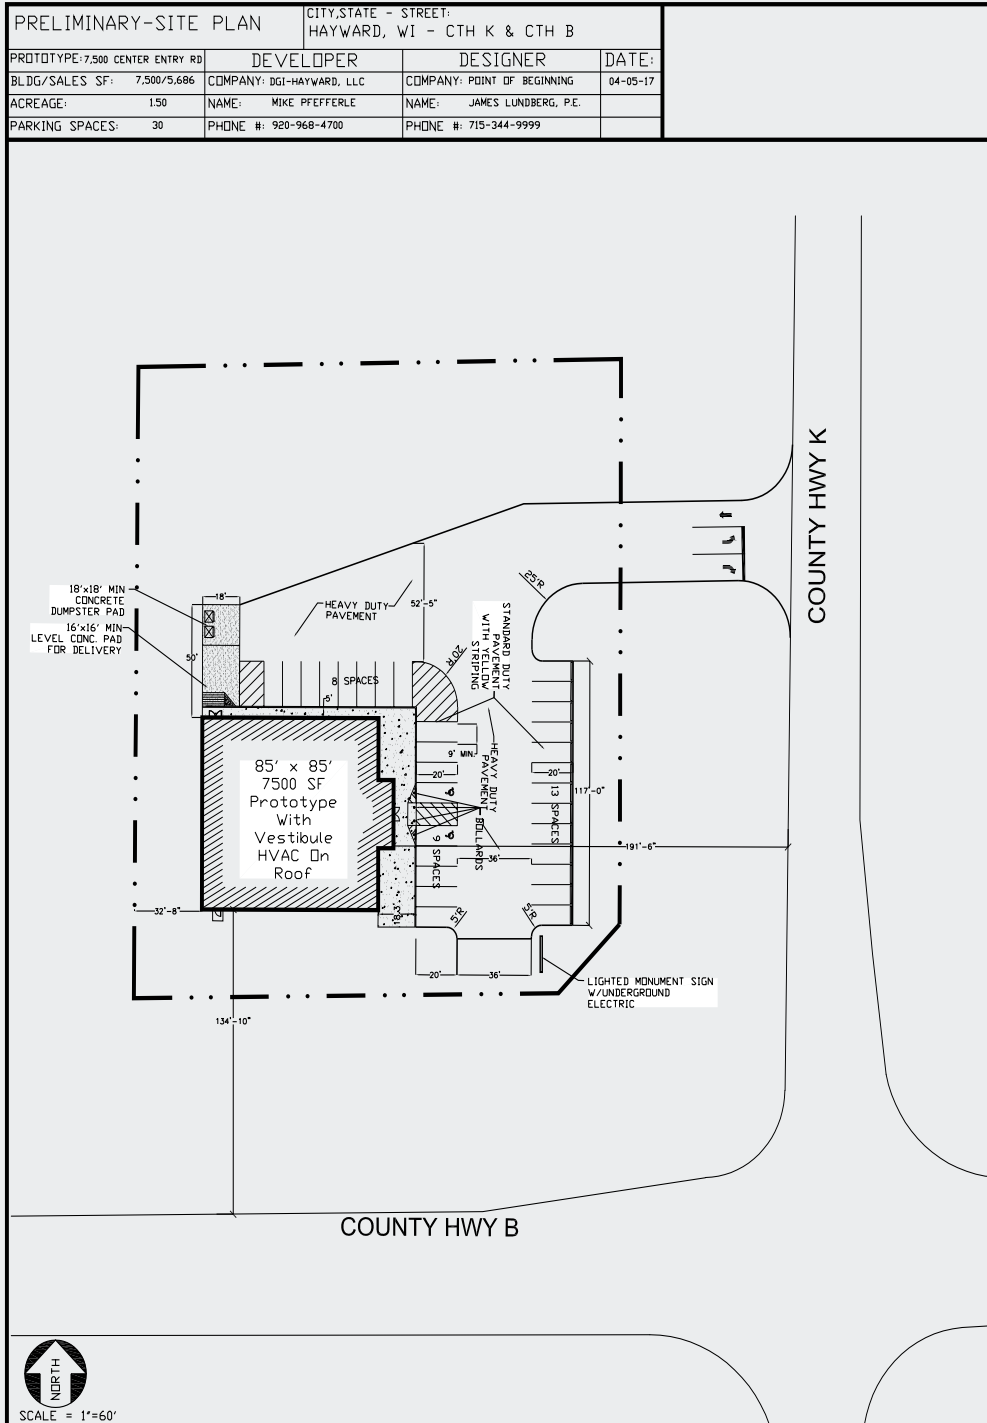 PRELIMINARY-SITE PLAN
CITY,STATE - STREET:
HAYWARD, WI - CTH K & CTH B
PROTOTYPE: 7,500 CENTER ENTRY RD
DEVELOPER
DESIGNER
DATE:
BLDG/SALES SF: 7,500/5,686
COMPANY: DGI-HAYWARD, LLC
COMPANY: POINT OF BEGINNING
04-05-17
ACREAGE: 1.50
NAME: MIKE PFEFFERLE
NAME: JAMES LUNDBERG, P.E.
PARKING SPACES: 30
PHONE #: 920-968-4700
PHONE #: 715-344-9999
COUNTY HWY K
18'x18' MIN
CONCRETE
DUMPSTER PAD
16'x16' MIN
LEVEL CONC. PAD
FOR DELIVERY
18'
50'
HEAVY DUTY
PAVEMENT
52'-5"
25'R
20'R
STANDARD DUTY
PAVEMENT
WITH YELLOW
STRIPING
8 SPACES
5'
9' MIN.
HEAVY DUTY
PAVEMENT
20'
20'
13 SPACES
117'-0"
BOLLARDS
9 SPACES
36'
191'-6"
85' x 85'
7500 SF
Prototype
With
Vestibule
HVAC On
Roof
32'-8"
18.3'
5'R
5'R
20'
36'
LIGHTED MONUMENT SIGN
W/UNDERGROUND
ELECTRIC
134'-10"
COUNTY HWY B
NORTH
SCALE = 1"=60'